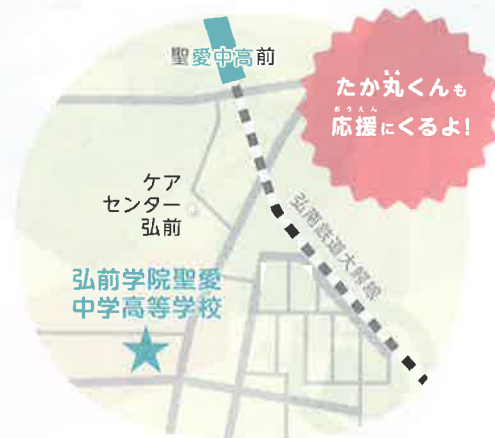 聖愛中高前
たか丸くんも
応援にくるよ!
おうえん
まる
ケア
センター
弘前
弘南鉄道大鰐線
弘前学院聖愛
中学高等学校